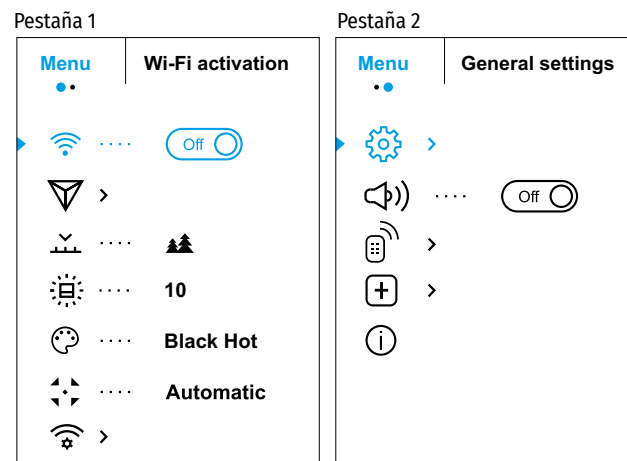 Pestaña 1
Menu Wi-Fi activation
Off
10
Black Hot
Automatic
Pestaña 2
Menu General settings
Off